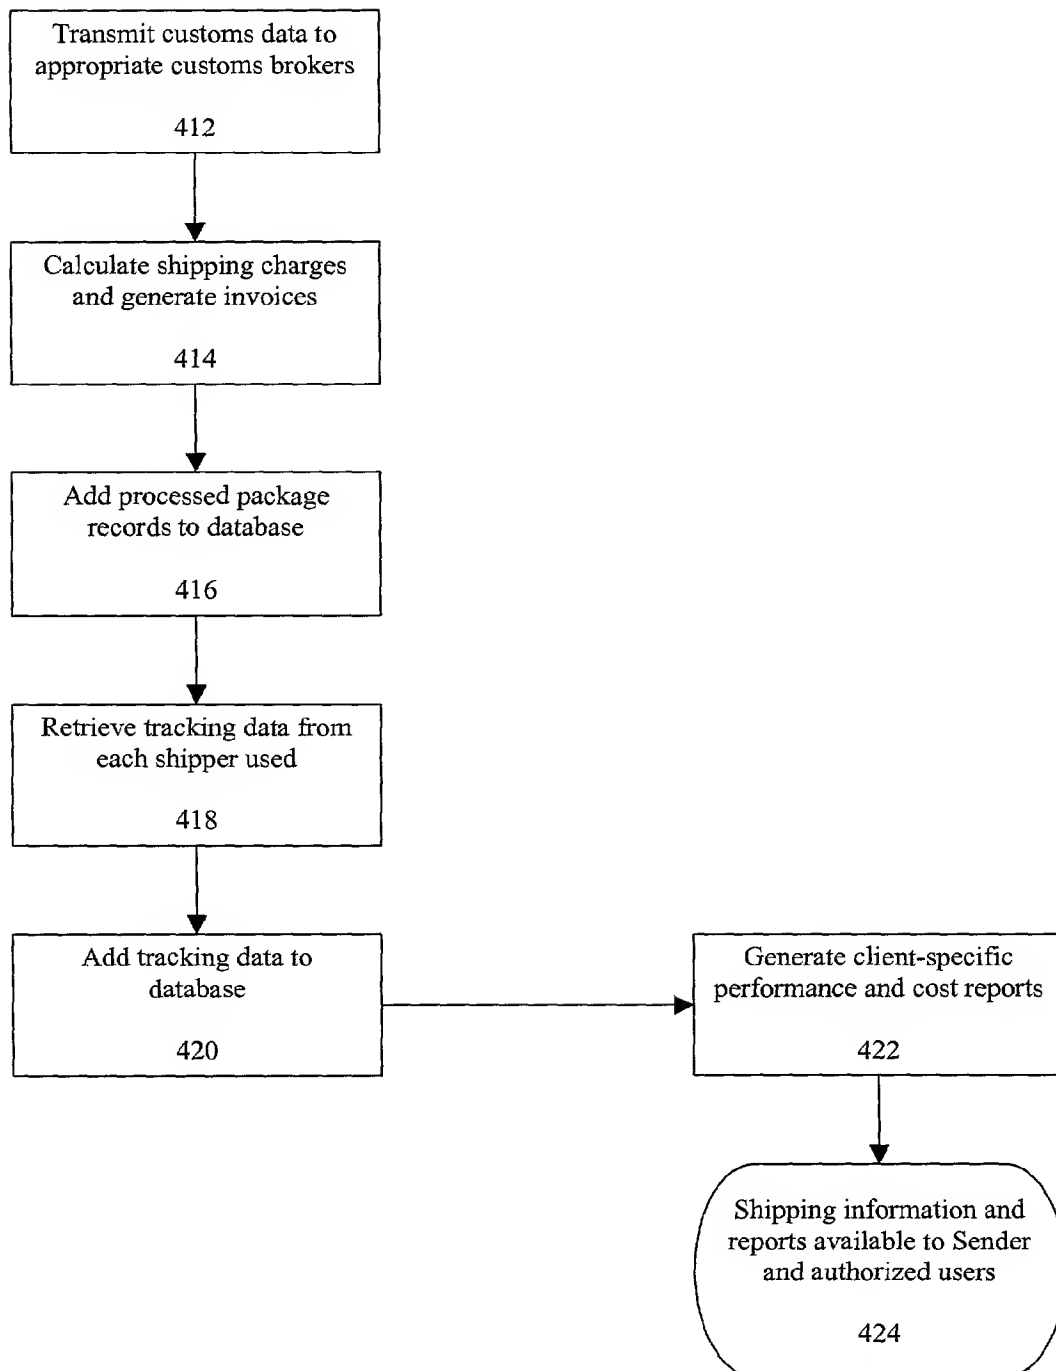 Transmit customs data to
appropriate customs brokers
412
Calculate shipping charges
and generate invoices
414
Add processed package
records to database
416
Retrieve tracking data from
each shipper used
418
Add tracking data to
database
420
Generate client-specific
performance and cost reports
422
Shipping information and
reports available to Sender
and authorized users
424